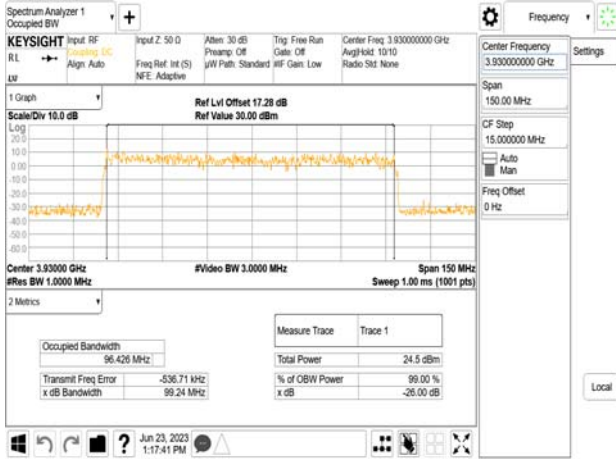 Spectrum Analyzer 1
Occupied BW
Frequency
KEYSIGHT Input: RF
Coupling: DC
Align: Auto
RL
Input Z: 50 Ω
Freq Ref: Int (S)
NFE: Adaptive
Atten: 30 dB
Preamp: Off
µW Path: Standard
Trig: Free Run
Gate: Off
#IF Gain: Low
Center Freq: 3.930000000 GHz
Avg|Hold: 10/10
Radio Std: None
Center Frequency
3.930000000 GHz
Settings
Span
150.00 MHz
CF Step
15.000000 MHz
Auto
Man
Freq Offset
0 Hz
Local
1 Graph
Scale/Div 10.0 dB
Ref Lvl Offset 17.28 dB
Ref Value 30.00 dBm
Log
20.0
10.0
0.00
-10.0
-20.0
-30.0
-40.0
-50.0
-60.0
Center 3.93000 GHz
#Video BW 3.0000 MHz
Span 150 MHz
#Res BW 1.0000 MHz
Sweep 1.00 ms (1001 pts)
2 Metrics
Measure Trace Trace 1
Occupied Bandwidth
96.426 MHz
Total Power 24.5 dBm
Transmit Freq Error -536.71 kHz
% of OBW Power 99.00 %
x dB Bandwidth 99.24 MHz
x dB -26.00 dB
?
Jun 23, 2023
1:17:41 PM